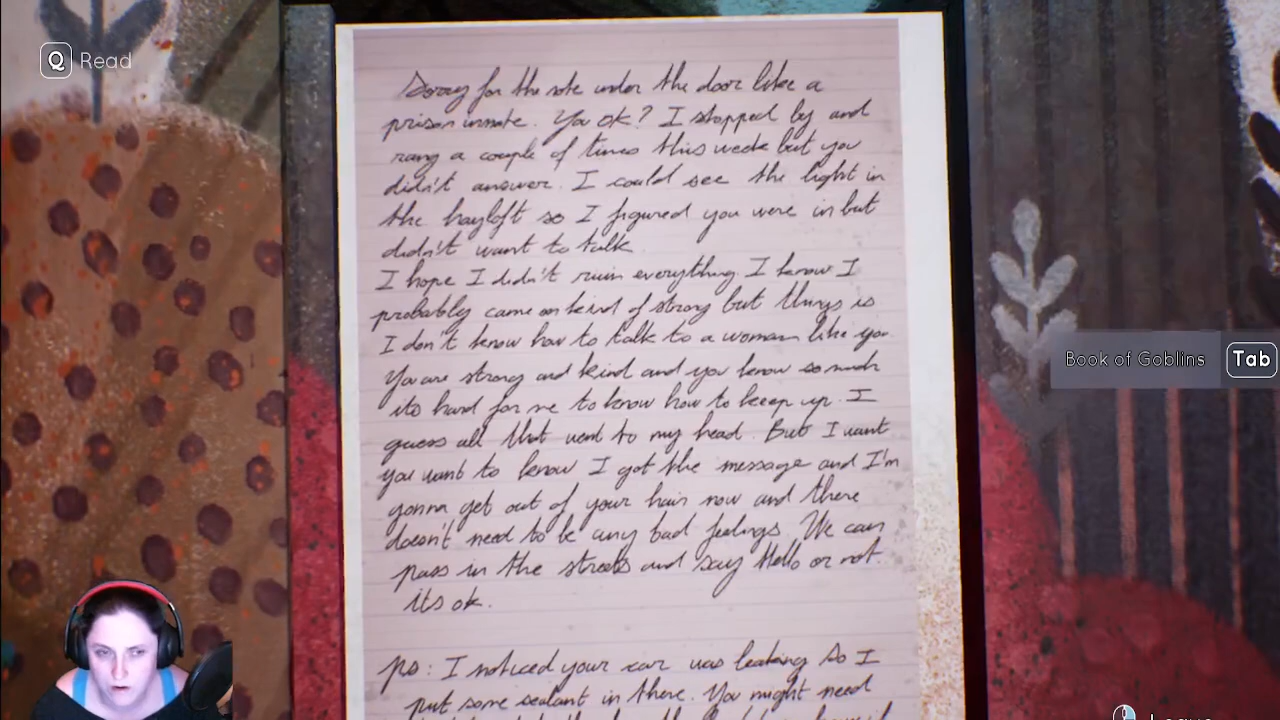 Q Read
Sorry for the note under the door like a
prison inmate. You ok? I stopped by and
rang a couple of times this week but you
didn't answer. I could see the light in
the hayloft so I figured you were in but
didn't want to talk.
I hope I didn't ruin everything. I know I
probably came on kind of strong but things is
I don't know how to talk to a woman like you.
You are strong and kind and you know so much
its hard for me to know how to keeep up. I
guess all that went to my head. But I want
you want to know I got the message and I'm
gonna get out of your hair now and there
doesn't need to be any bad feelings. We can
pass in the streets and say Hello or not.
its ok.
Book of Goblins Tab
ps: I noticed your car was leaking so I
put some sealant in there. You might need
Leave